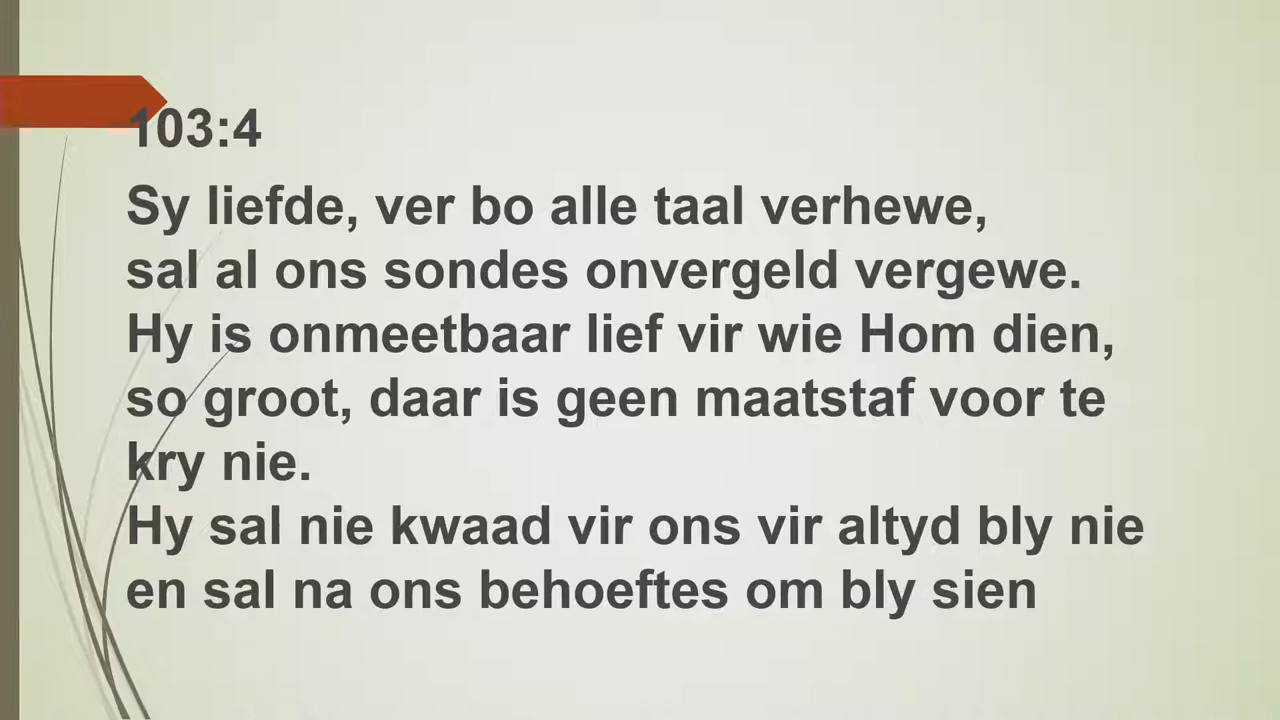 103:4
Sy liefde, ver bo alle taal verhewe,
sal al ons sondes onvergeld vergewe.
Hy is onmeetbaar lief vir wie Hom dien,
so groot, daar is geen maatstaf voor te
kry nie.
Hy sal nie kwaad vir ons vir altyd bly nie
en sal na ons behoeftes om bly sien